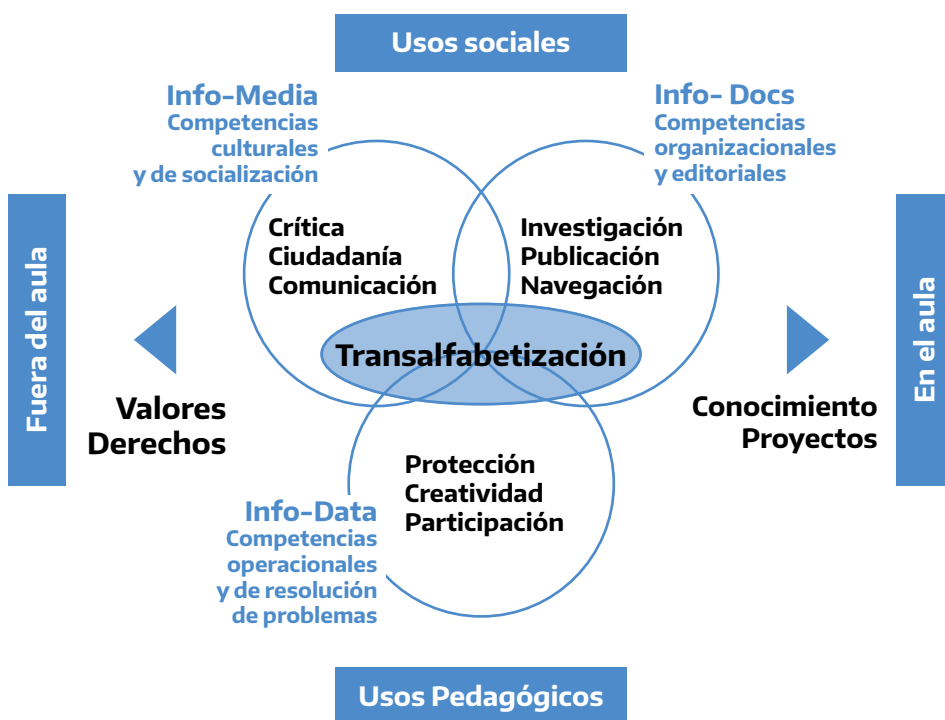 Usos sociales
Info-Media
Competencias
culturales
y de socialización
Info- Docs
Competencias
organizacionales
y editoriales
Crítica
Ciudadanía
Comunicación
Investigación
Publicación
Navegación
Fuera del aula
En el aula
Transalfabetización
Valores
Derechos
Conocimiento
Proyectos
Protección
Creatividad
Participación
Info-Data
Competencias
operacionales
y de resolución
de problemas
Usos Pedagógicos